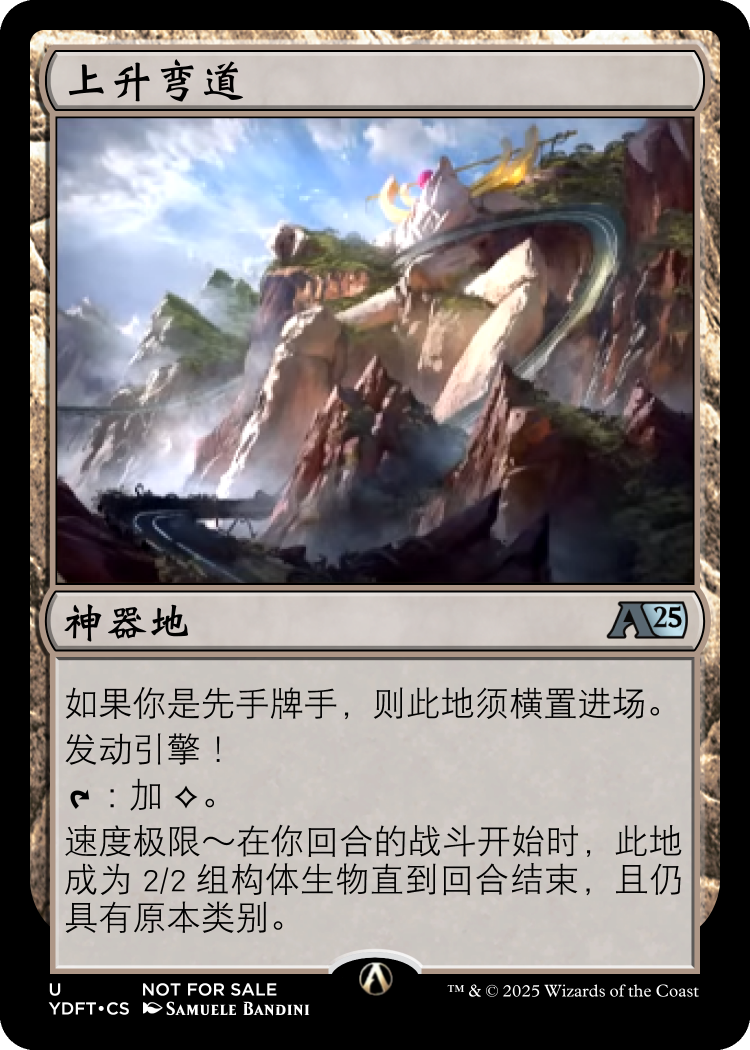 上升弯道
神器地
A25
如果你是先手牌手，则此地须横置进场。
发动引擎！
：加 。
速度极限～在你回合的战斗开始时，此地
成为 2/2 组构体生物直到回合结束，且仍
具有原本类别。
U NOT FOR SALE
YDFT•CS SAMUELE BANDINI
™ & © 2025 Wizards of the Coast